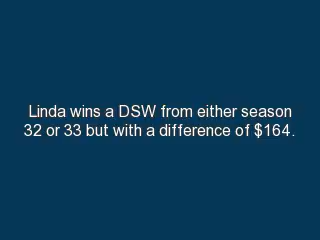 Linda wins a DSW from either season
32 or 33 but with a difference of $164.